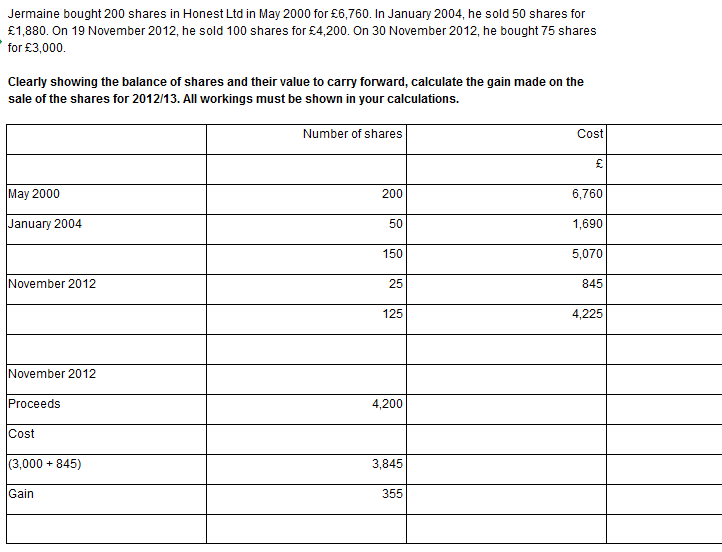 Jermaine bought 200 shares in Honest Ltd in May 2000 for £6,760. In January 2004, he sold 50 shares for
£1,880. On 19 November 2012, he sold 100 shares for £4,200. On 30 November 2012, he bought 75 shares
for £3,000.
Clearly showing the balance of shares and their value to carry forward, calculate the gain made on the
sale of the shares for 2012/13. All workings must be shown in your calculations.
Number of shares Cost
£
May 2000 200 6,760
January 2004 50 1,690
150 5,070
November 2012 25 845
125 4,225
November 2012
Proceeds 4,200
Cost
(3,000 + 845) 3,845
Gain 355